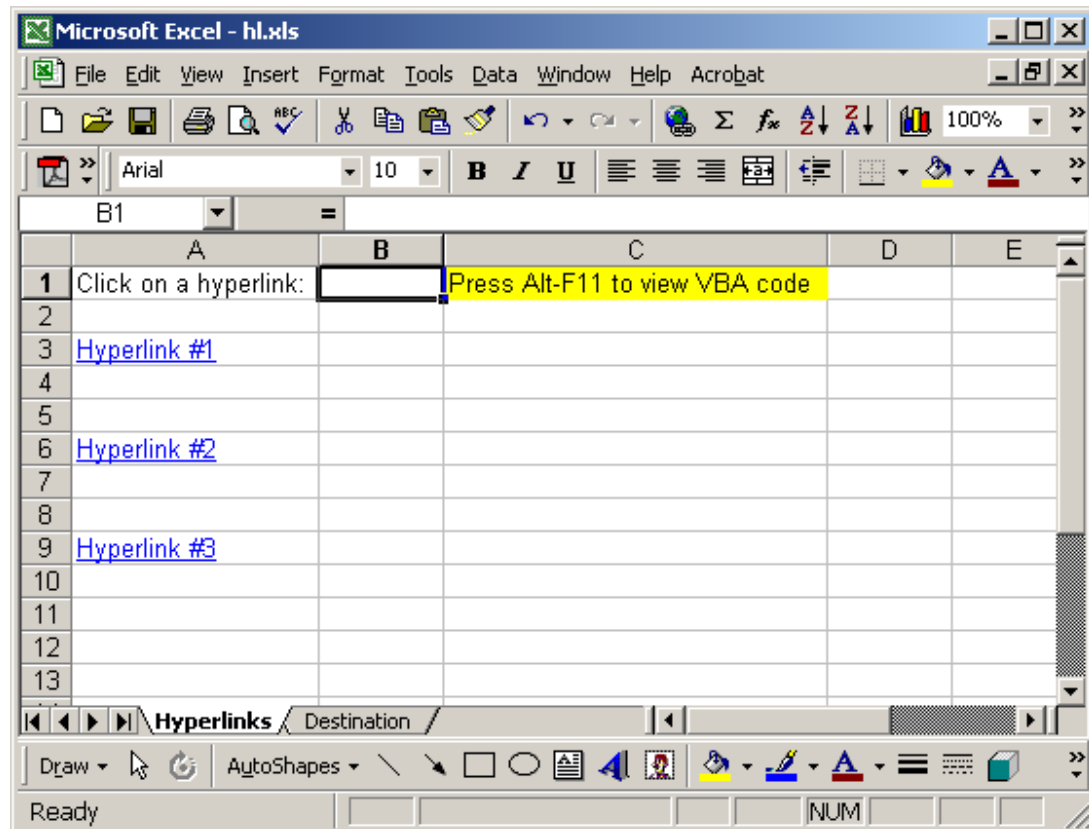 Microsoft Excel - hl.xls
File Edit View Insert Format Tools Data Window Help Acrobat
ABC Σ fx A Z Z A 100%
Arial 10 B I U a A
B1 =
A B C D E
1 Click on a hyperlink: Press Alt-F11 to view VBA code
2
3 Hyperlink #1
4
5
6 Hyperlink #2
7
8
9 Hyperlink #3
10
11
12
13
Hyperlinks Destination
Draw AutoShapes A A
Ready NUM